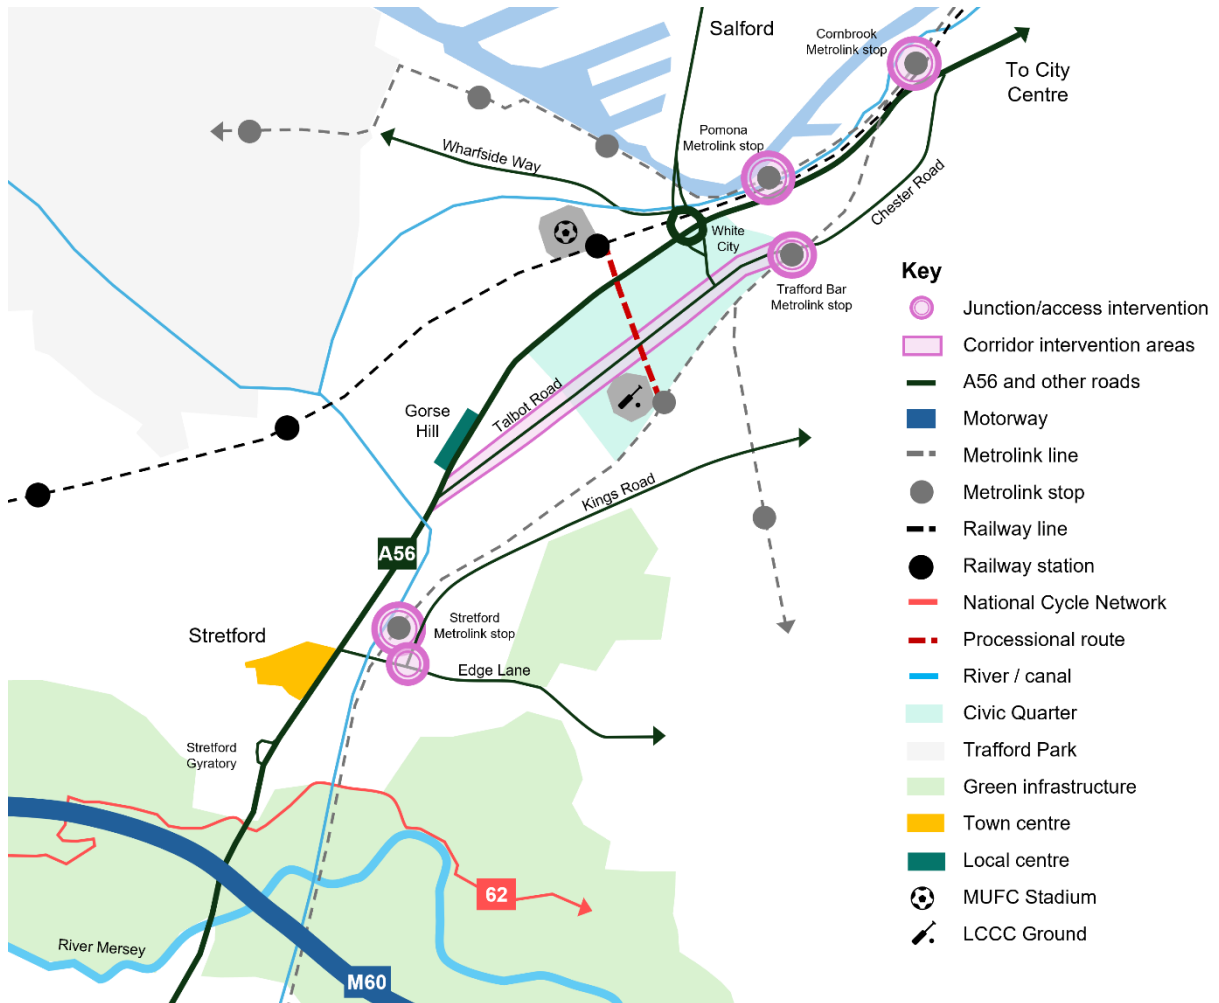 Salford
Cornbrook
Metrolink stop
To City
Centre
Pomona
Metrolink stop
Wharfside Way
Chester Road
White
City
Trafford Bar
Metrolink stop
Gorse
Hill
Talbot Road
Kings Road
A56
Stretford
Stretford
Metrolink stop
Edge Lane
Stretford
Gyratory
62
River Mersey
M60
Key
Junction/access intervention
Corridor intervention areas
A56 and other roads
Motorway
Metrolink line
Metrolink stop
Railway line
Railway station
National Cycle Network
Processional route
River / canal
Civic Quarter
Trafford Park
Green infrastructure
Town centre
Local centre
MUFC Stadium
LCCC Ground